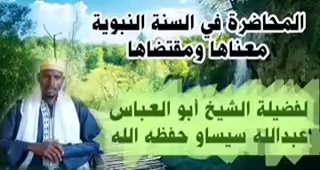 المحاضرة في السنة النبوية
معناها ومقتضاها
لفضيلة الشيخ أبو العباس
عبدالله سيساو حفظه الله